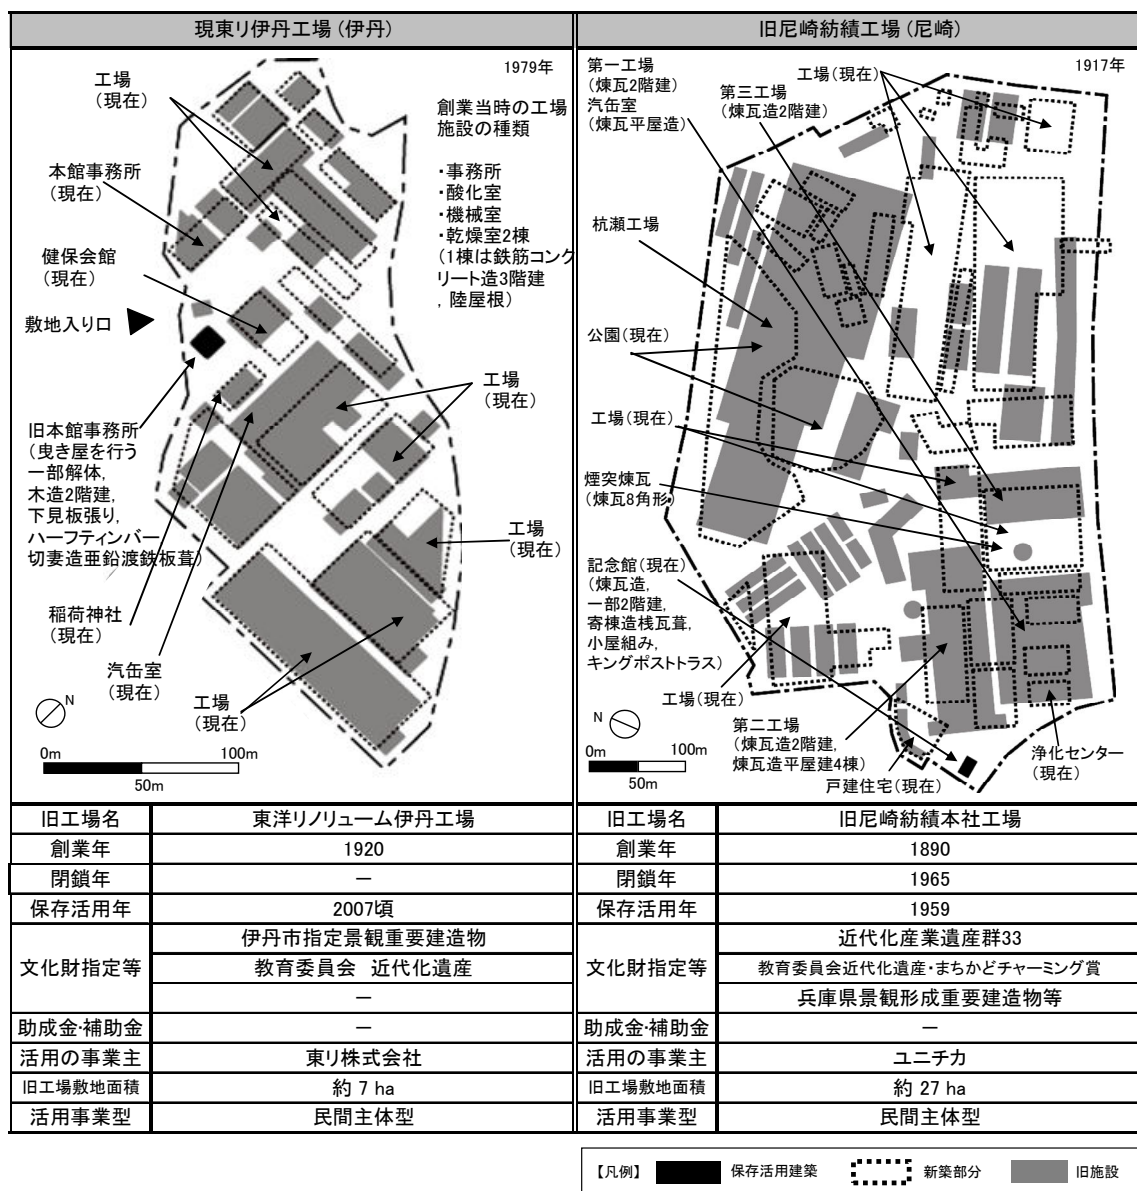 現東リ伊丹工場 (伊丹)
1979年
工場
(現在)
創業当時の工場
施設の種類
・事務所
・酸化室
・機械室
・乾燥室2棟
(1棟は鉄筋コンク
リート造3階建
, 陸屋根)
本館事務所
(現在)
健保会館
(現在)
敷地入り口
工場
(現在)
旧本館事務所
(曳き屋を行う
一部解体,
木造2階建,
下見板張り,
ハーフティンバー
切妻造亜鉛渡鉄板葺)
工場
(現在)
稲荷神社
(現在)
汽缶室
(現在)
工場
(現在)
N
0m
100m
50m
旧尼崎紡績工場 (尼崎)
1917年
第一工場
(煉瓦2階建)
汽缶室
(煉瓦平屋造)
第三工場
(煉瓦造2階建)
工場(現在)
杭瀬工場
公園(現在)
工場(現在)
煙突煉瓦
(煉瓦8角形)
記念館(現在)
(煉瓦造,
一部2階建,
寄棟造桟瓦葺,
小屋組み,
キングポストトラス)
工場(現在)
第二工場
(煉瓦造2階建,
煉瓦造平屋建4棟)
戸建住宅(現在)
浄化センター
(現在)
N
0m
100m
50m
旧工場名 東洋リノリューム伊丹工場
創業年 1920
閉鎖年 －
保存活用年 2007頃
文化財指定等
伊丹市指定景観重要建造物
教育委員会 近代化遺産
－
助成金・補助金 －
活用の事業主 東リ株式会社
旧工場敷地面積 約 7 ha
活用事業型 民間主体型
旧工場名 旧尼崎紡績本社工場
創業年 1890
閉鎖年 1965
保存活用年 1959
文化財指定等
近代化産業遺産群33
教育委員会近代化遺産・まちかどチャーミング賞
兵庫県景観形成重要建造物等
助成金・補助金 －
活用の事業主 ユニチカ
旧工場敷地面積 約 27 ha
活用事業型 民間主体型
【凡例】 保存活用建築 新築部分 旧施設